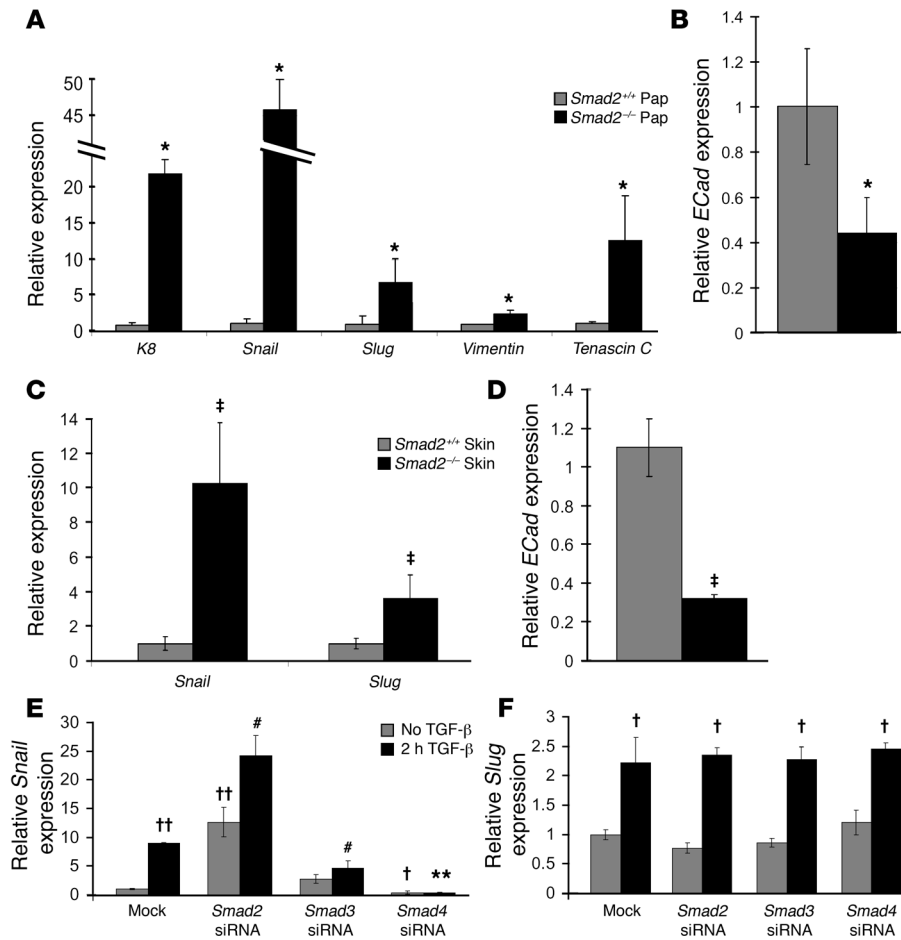 A
Relative expression
50
45
20
15
10
5
0
*
*
*
*
*
Smad2+/+ Pap
Smad2–/– Pap
K8
Snail
Slug
Vimentin
Tenascin C
B
Relative ECad expression
1.4
1.2
1
0.8
0.6
0.4
0.2
0
*
C
Relative expression
14
12
10
8
6
4
2
0
‡
‡
Smad2+/+ Skin
Smad2–/– Skin
Snail
Slug
D
Relative ECad expression
1.4
1.2
1
0.8
0.6
0.4
0.2
0
‡
E
Relative Snail
expression
30
25
20
15
10
5
0
††
††
#
#
†
**
No TGF-β
2 h TGF-β
Mock
Smad2
siRNA
Smad3
siRNA
Smad4
siRNA
F
Relative Slug
expression
3
2.5
2
1.5
1
0.5
0
†
†
†
†
Mock
Smad2
siRNA
Smad3
siRNA
Smad4
siRNA